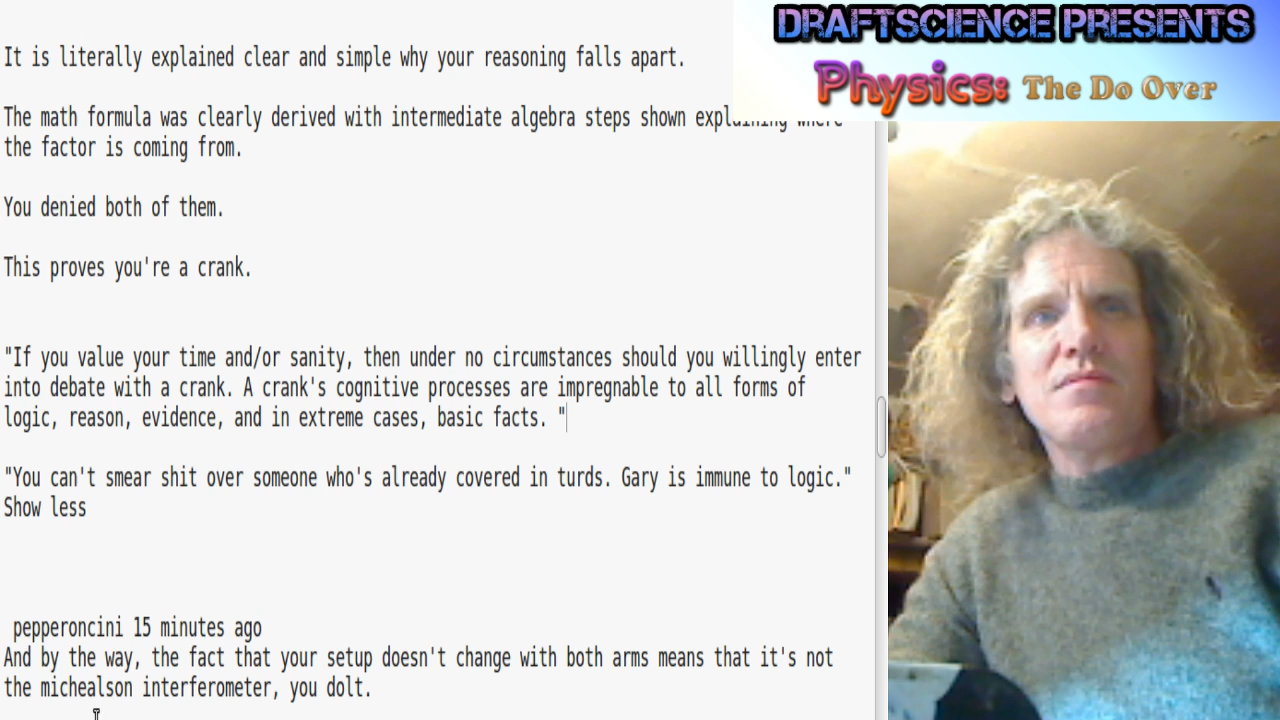 DRAFTSCIENCE PRESENTS
Physics: The Do Over
It is literally explained clear and simple why your reasoning falls apart.
The math formula was clearly derived with intermediate algebra steps shown explaining where
the factor is coming from.
You denied both of them.
This proves you're a crank.
"If you value your time and/or sanity, then under no circumstances should you willingly enter
into debate with a crank. A crank's cognitive processes are impregnable to all forms of
logic, reason, evidence, and in extreme cases, basic facts. "
"You can't smear shit over someone who's already covered in turds. Gary is immune to logic."
Show less
pepperoncini 15 minutes ago
And by the way, the fact that your setup doesn't change with both arms means that it's not
the michealson interferometer, you dolt.